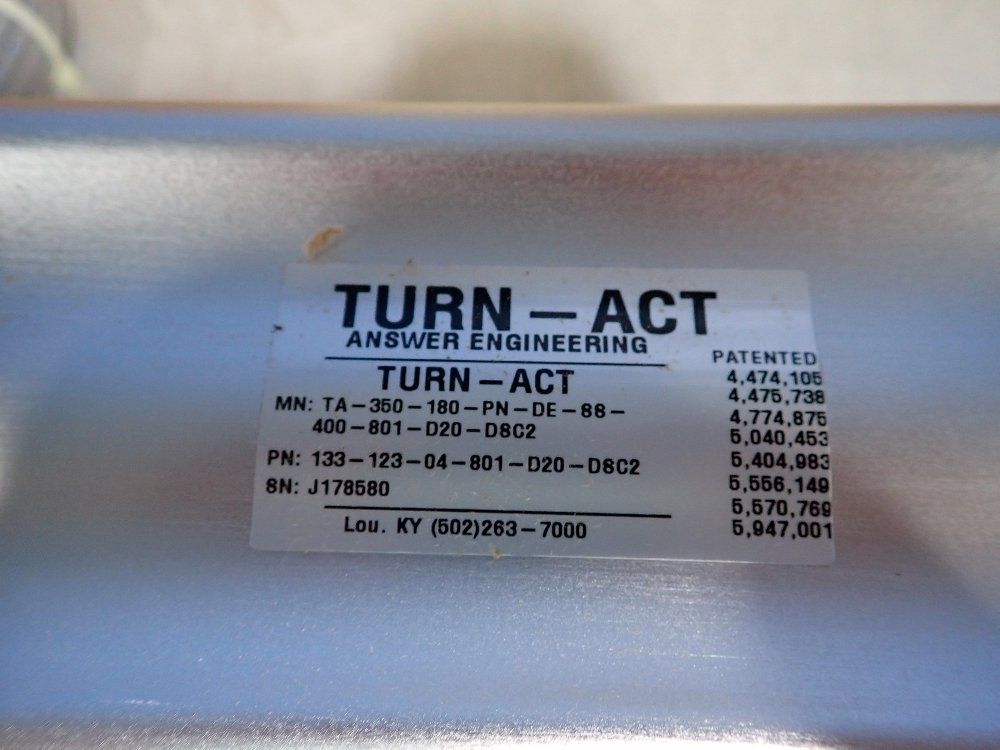 TURN-ACT
ANSWER ENGINEERING
TURN-ACT
MN: TA-350-180-PN-DE-88-
400-801-D20-D8C2
PN: 133-123-04-801-D20-D8C2
SN: J178580
Lou. KY (502)263-7000
PATENTED
4,474,105
4,475,738
4,774,875
5,040,453
5,404,983
5,556,149
5,570,769
5,947,001